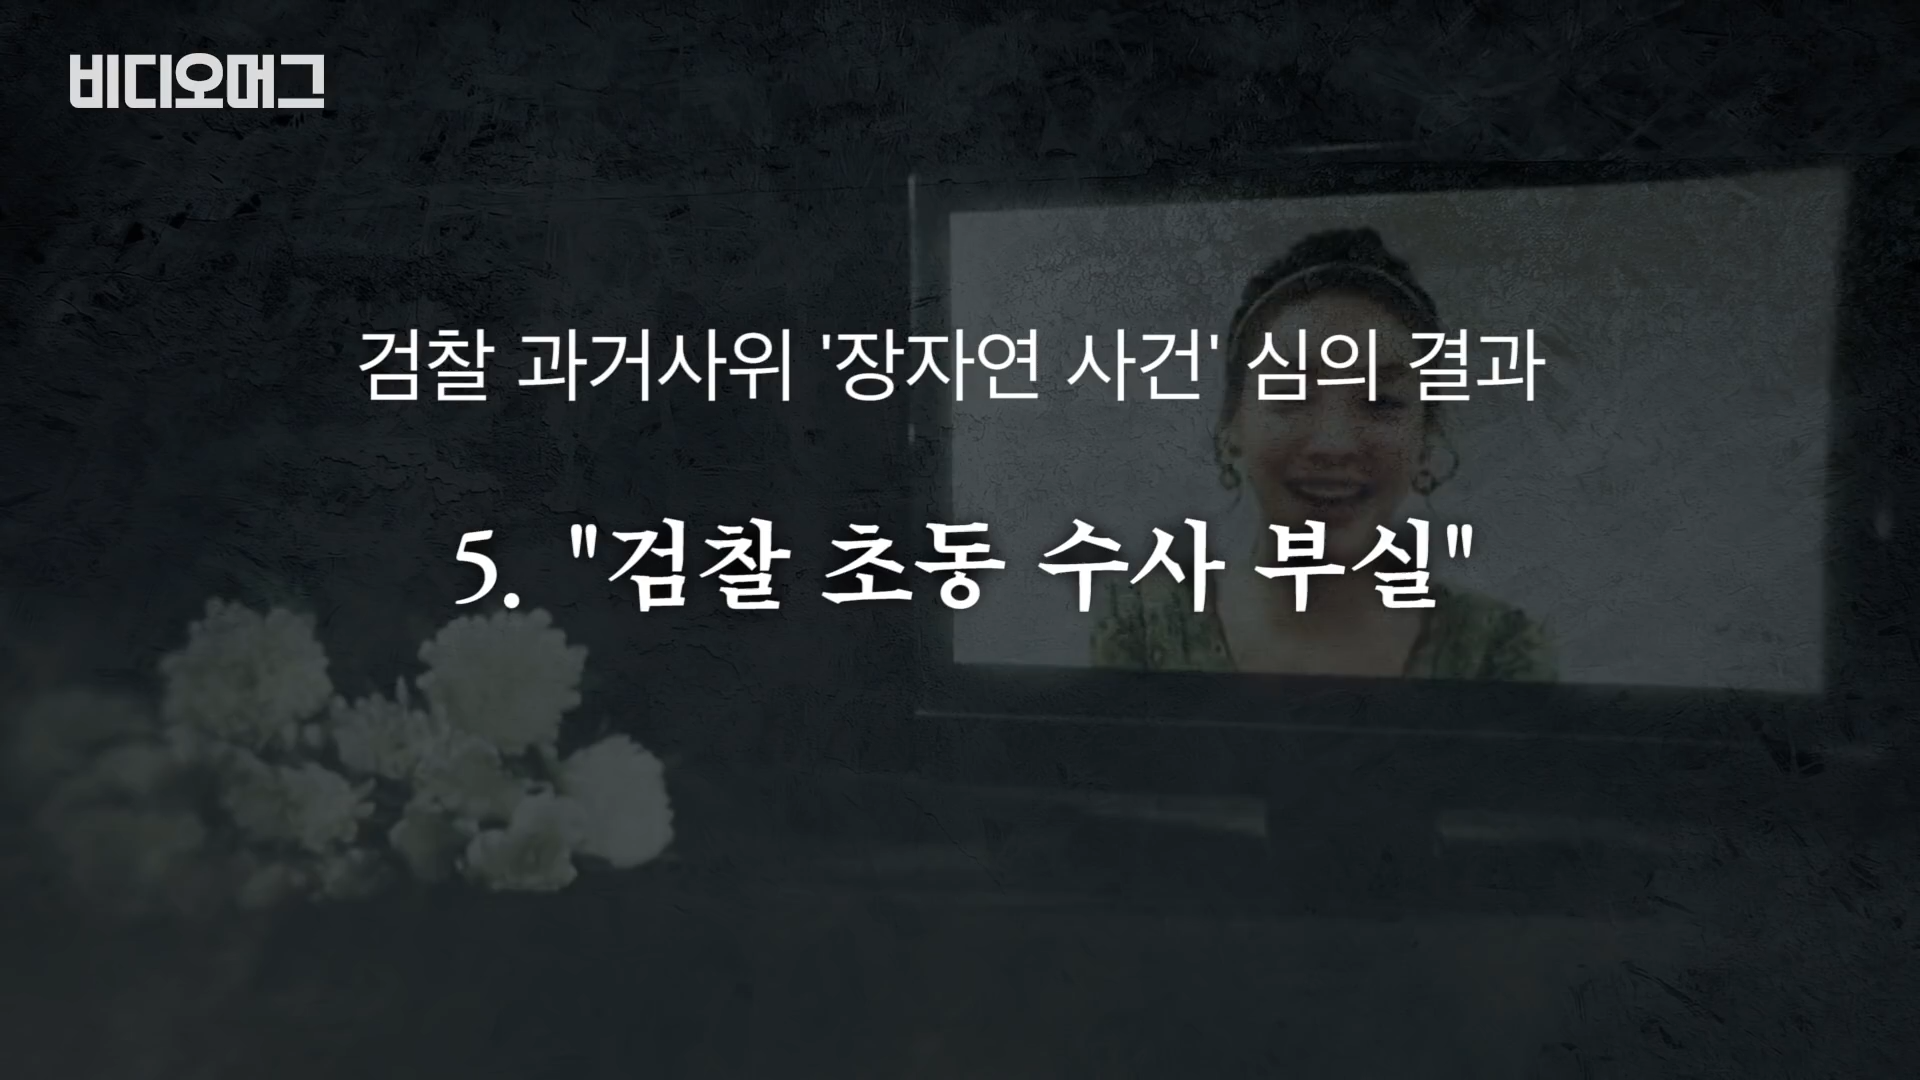 비디오머그
검찰 과거사위 '장자연 사건' 심의 결과
5. "검찰 초동 수사 부실"